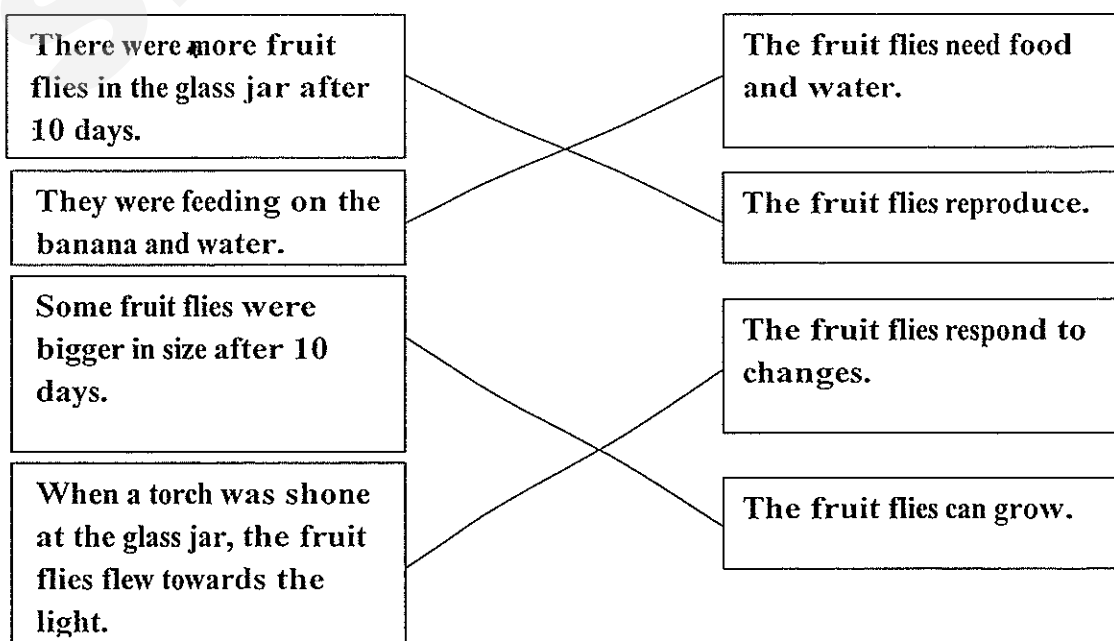 There were more fruit
flies in the glass jar after
10 days.
They were feeding on the
banana and water.
Some fruit flies were
bigger in size after 10
days.
When a torch was shone
at the glass jar, the fruit
flies flew towards the
light.
The fruit flies need food
and water.
The fruit flies reproduce.
The fruit flies respond to
changes.
The fruit flies can grow.